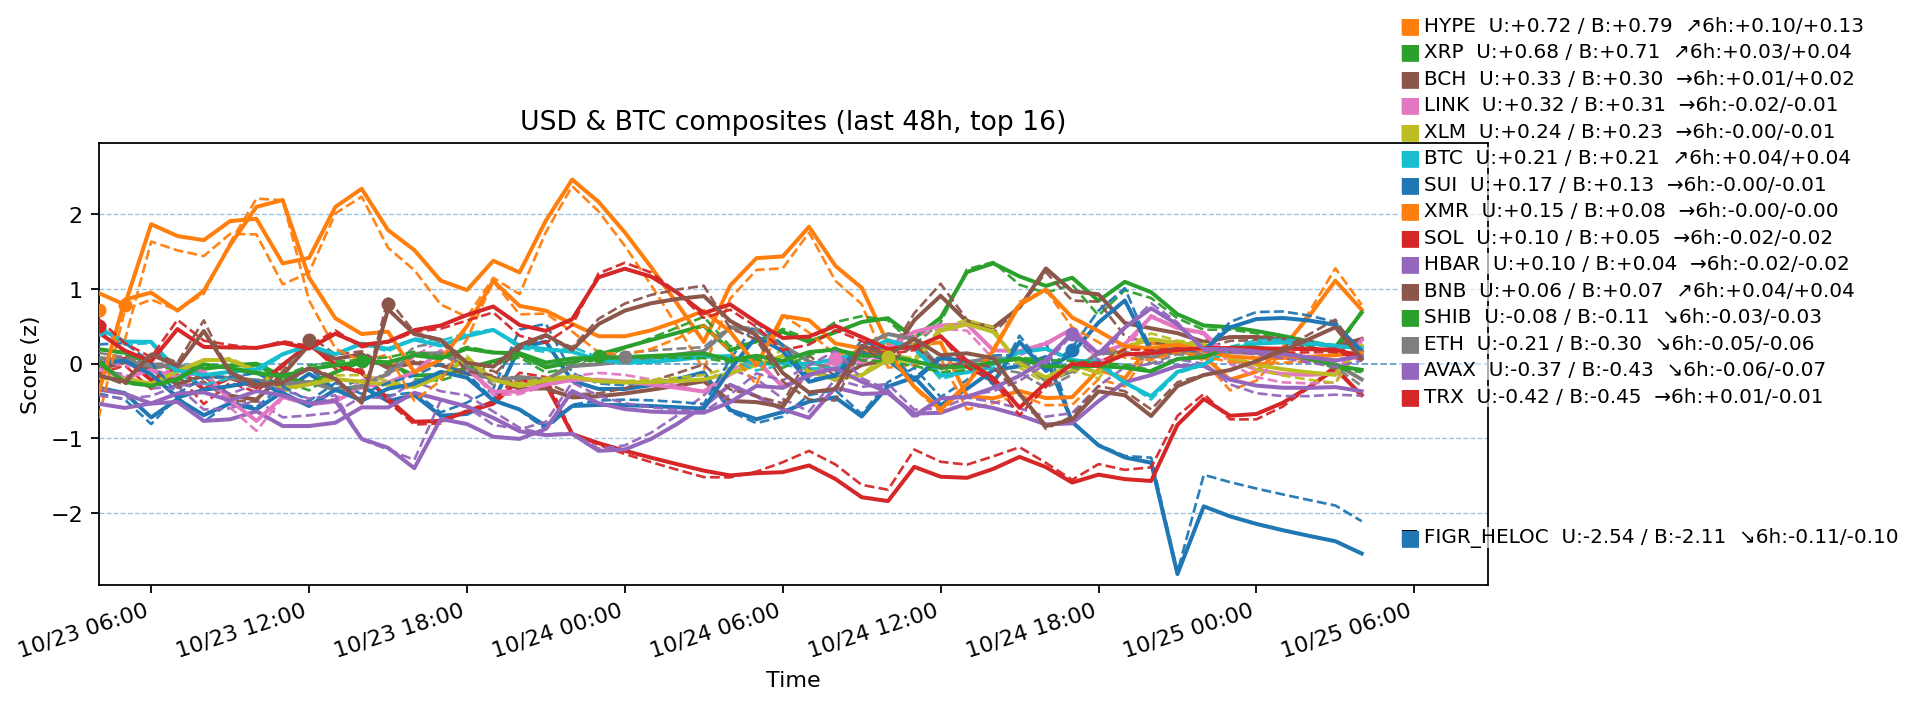 HYPE  U:+0.72 / B:+0.79  ↗6h:+0.10/+0.13
XRP  U:+0.68 / B:+0.71  ↗6h:+0.03/+0.04
BCH  U:+0.33 / B:+0.30  →6h:+0.01/+0.02
LINK  U:+0.32 / B:+0.31  →6h:-0.02/-0.01
XLM  U:+0.24 / B:+0.23  →6h:-0.00/-0.01
BTC  U:+0.21 / B:+0.21  ↗6h:+0.04/+0.04
SUI  U:+0.17 / B:+0.13  →6h:-0.00/-0.01
XMR  U:+0.15 / B:+0.08  →6h:-0.00/-0.00
SOL  U:+0.10 / B:+0.05  →6h:-0.02/-0.02
HBAR  U:+0.10 / B:+0.04  →6h:-0.02/-0.02
BNB  U:+0.06 / B:+0.07  ↗6h:+0.04/+0.04
SHIB  U:-0.08 / B:-0.11  ↘6h:-0.03/-0.03
ETH  U:-0.21 / B:-0.30  ↘6h:-0.05/-0.06
AVAX  U:-0.37 / B:-0.43  ↘6h:-0.06/-0.07
TRX  U:-0.42 / B:-0.45  →6h:+0.01/-0.01
FIGR_HELOC  U:-2.54 / B:-2.11  ↘6h:-0.11/-0.10
USD & BTC composites (last 48h, top 16)
Score (z)
2
1
0
−1
−2
10/23 06:00
10/23 12:00
10/23 18:00
10/24 00:00
10/24 06:00
10/24 12:00
10/24 18:00
10/25 00:00
10/25 06:00
Time